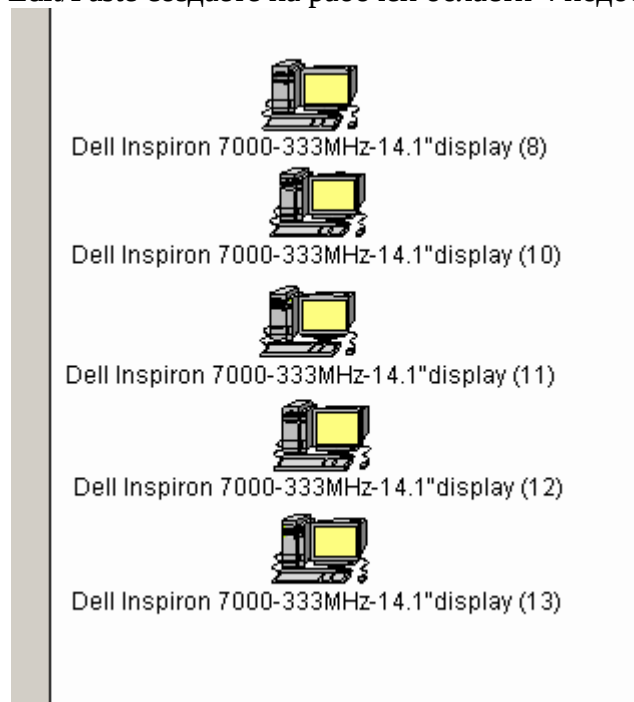 Dell Inspiron 7000-333MHz-14.1"display (8)
Dell Inspiron 7000-333MHz-14.1"display (10)
Dell Inspiron 7000-333MHz-14.1"display (11)
Dell Inspiron 7000-333MHz-14.1"display (12)
Dell Inspiron 7000-333MHz-14.1"display (13)